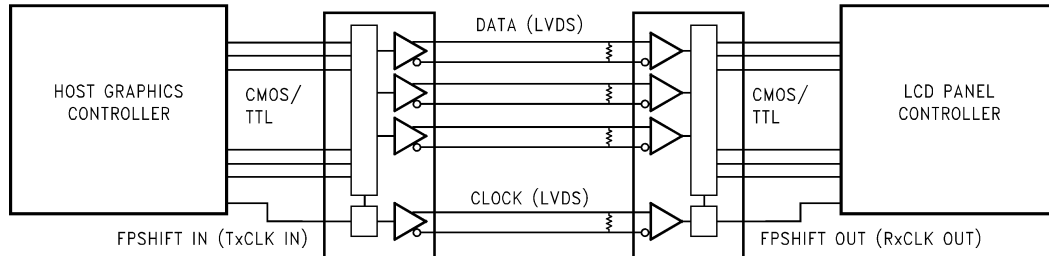 DATA (LVDS)
HOST GRAPHICS
CONTROLLER
CMOS/
TTL
CMOS/
TTL
LCD PANEL
CONTROLLER
CLOCK (LVDS)
FPSHIFT IN (TxCLK IN)
FPSHIFT OUT (RxCLK OUT)